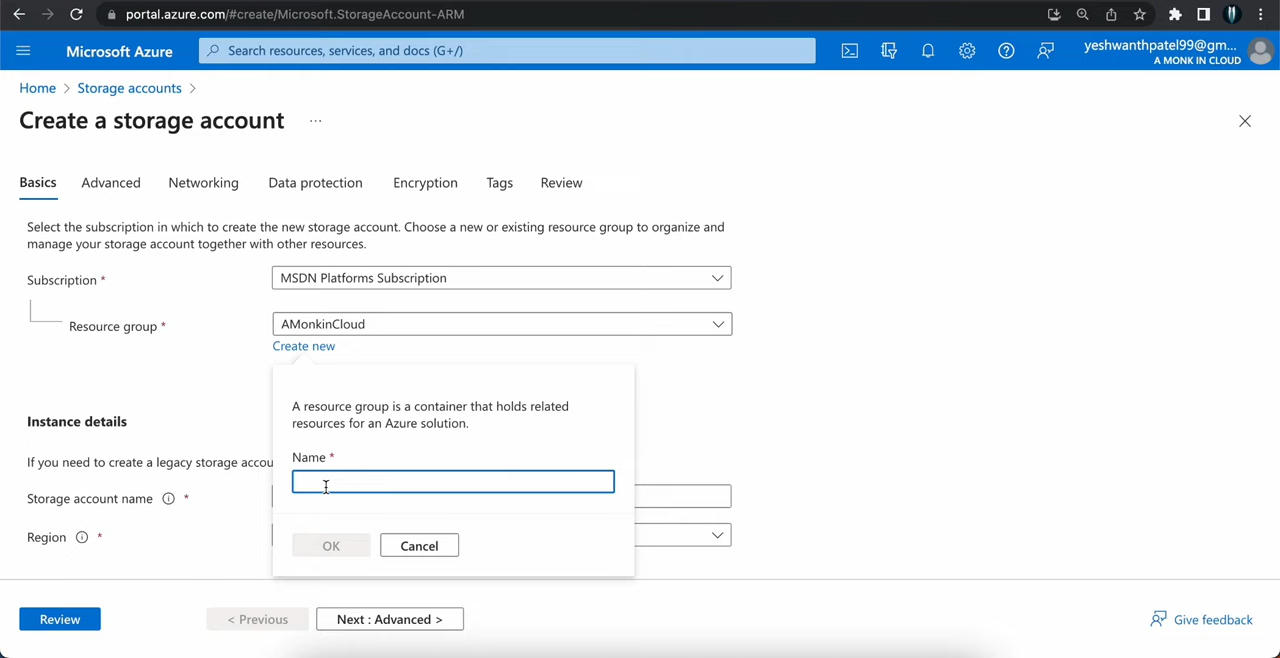 portal.azure.com/#create/Microsoft.StorageAccount-ARM
Microsoft Azure
Search resources, services, and docs (G+/)
yeshwanthpatel99@gm...
A MONK IN CLOUD
Home > Storage accounts >
Create a storage account ...
Basics Advanced Networking Data protection Encryption Tags Review
Select the subscription in which to create the new storage account. Choose a new or existing resource group to organize and
manage your storage account together with other resources.
Subscription *
MSDN Platforms Subscription
Resource group *
AMonkinCloud
Create new
A resource group is a container that holds related
resources for an Azure solution.
Name *
OK Cancel
Instance details
If you need to create a legacy storage accou
Storage account name *
Region *
Review < Previous Next : Advanced > Give feedback